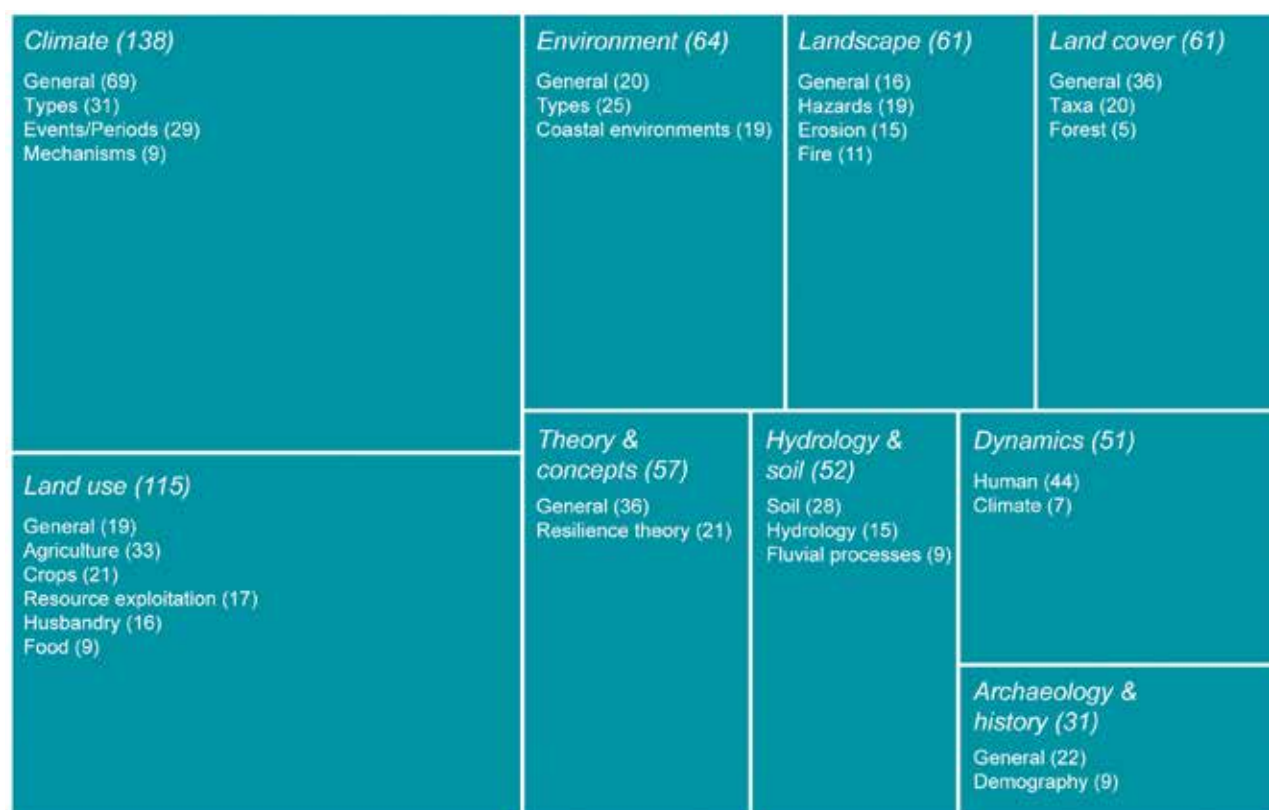 Climate (138)
General (69)
Types (31)
Events/Periods (29)
Mechanisms (9)
Environment (64)
General (20)
Types (25)
Coastal environments (19)
Landscape (61)
General (16)
Hazards (19)
Erosion (15)
Fire (11)
Land cover (61)
General (36)
Taxa (20)
Forest (5)
Land use (115)
General (19)
Agriculture (33)
Crops (21)
Resource exploitation (17)
Husbandry (16)
Food (9)
Theory &
concepts (57)
General (36)
Resilience theory (21)
Hydrology &
soil (52)
Soil (28)
Hydrology (15)
Fluvial processes (9)
Dynamics (51)
Human (44)
Climate (7)
Archaeology &
history (31)
General (22)
Demography (9)